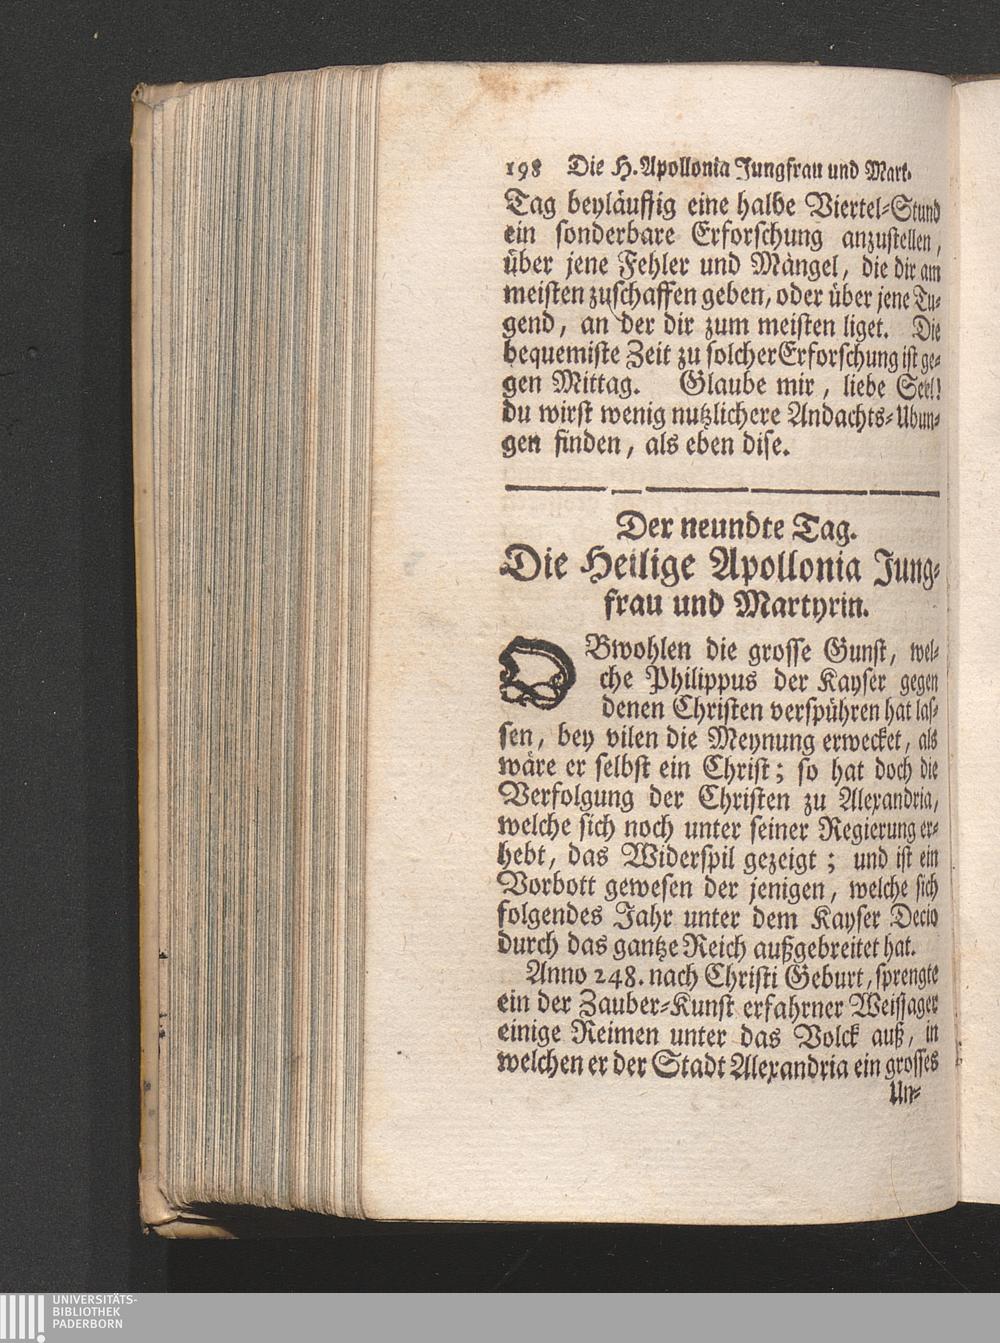 198 Die H. Apollonia Jungfrau und Mart.
Tag beyläuffig eine halbe Viertel-Stund
ein sonderbare Erforschung anzustellen,
über jene Fehler und Mängel, die dir am
meisten zuschaffen geben, oder über jene Tu-
gend, an der dir zum meisten liget. Die
bequemiste Zeit zu solcher Erforschung ist ge-
gen Mittag. Glaube mir, liebe Seel!
du wirst wenig nutzlichere Andachts-Ubun-
gen finden, als eben dise.
Der neundte Tag.
Die Heilige Apollonia Jung-
frau und Martyrin.
OBwohlen die grosse Gunst, wel-
che Philippus der Kayser gegen
denen Christen verspühren hat las-
sen, bey vilen die Meynung erwecket, als
wäre er selbst ein Christ; so hat doch die
Verfolgung der Christen zu Alexandria,
welche sich noch unter seiner Regierung er-
hebt, das Widerspil gezeigt; und ist ein
Vorbott gewesen der jenigen, welche sich
folgendes Jahr unter dem Kayser Decio
durch das gantze Reich außgebreitet hat.
Anno 248. nach Christi Geburt, sprengte
ein der Zauber-Kunst erfahrner Weissager
einige Reimen unter das Volck auß, in
welchen er der Stadt Alexandria ein grosses
Un-
UNIVERSITÄTS-
BIBLIOTHEK
PADERBORN